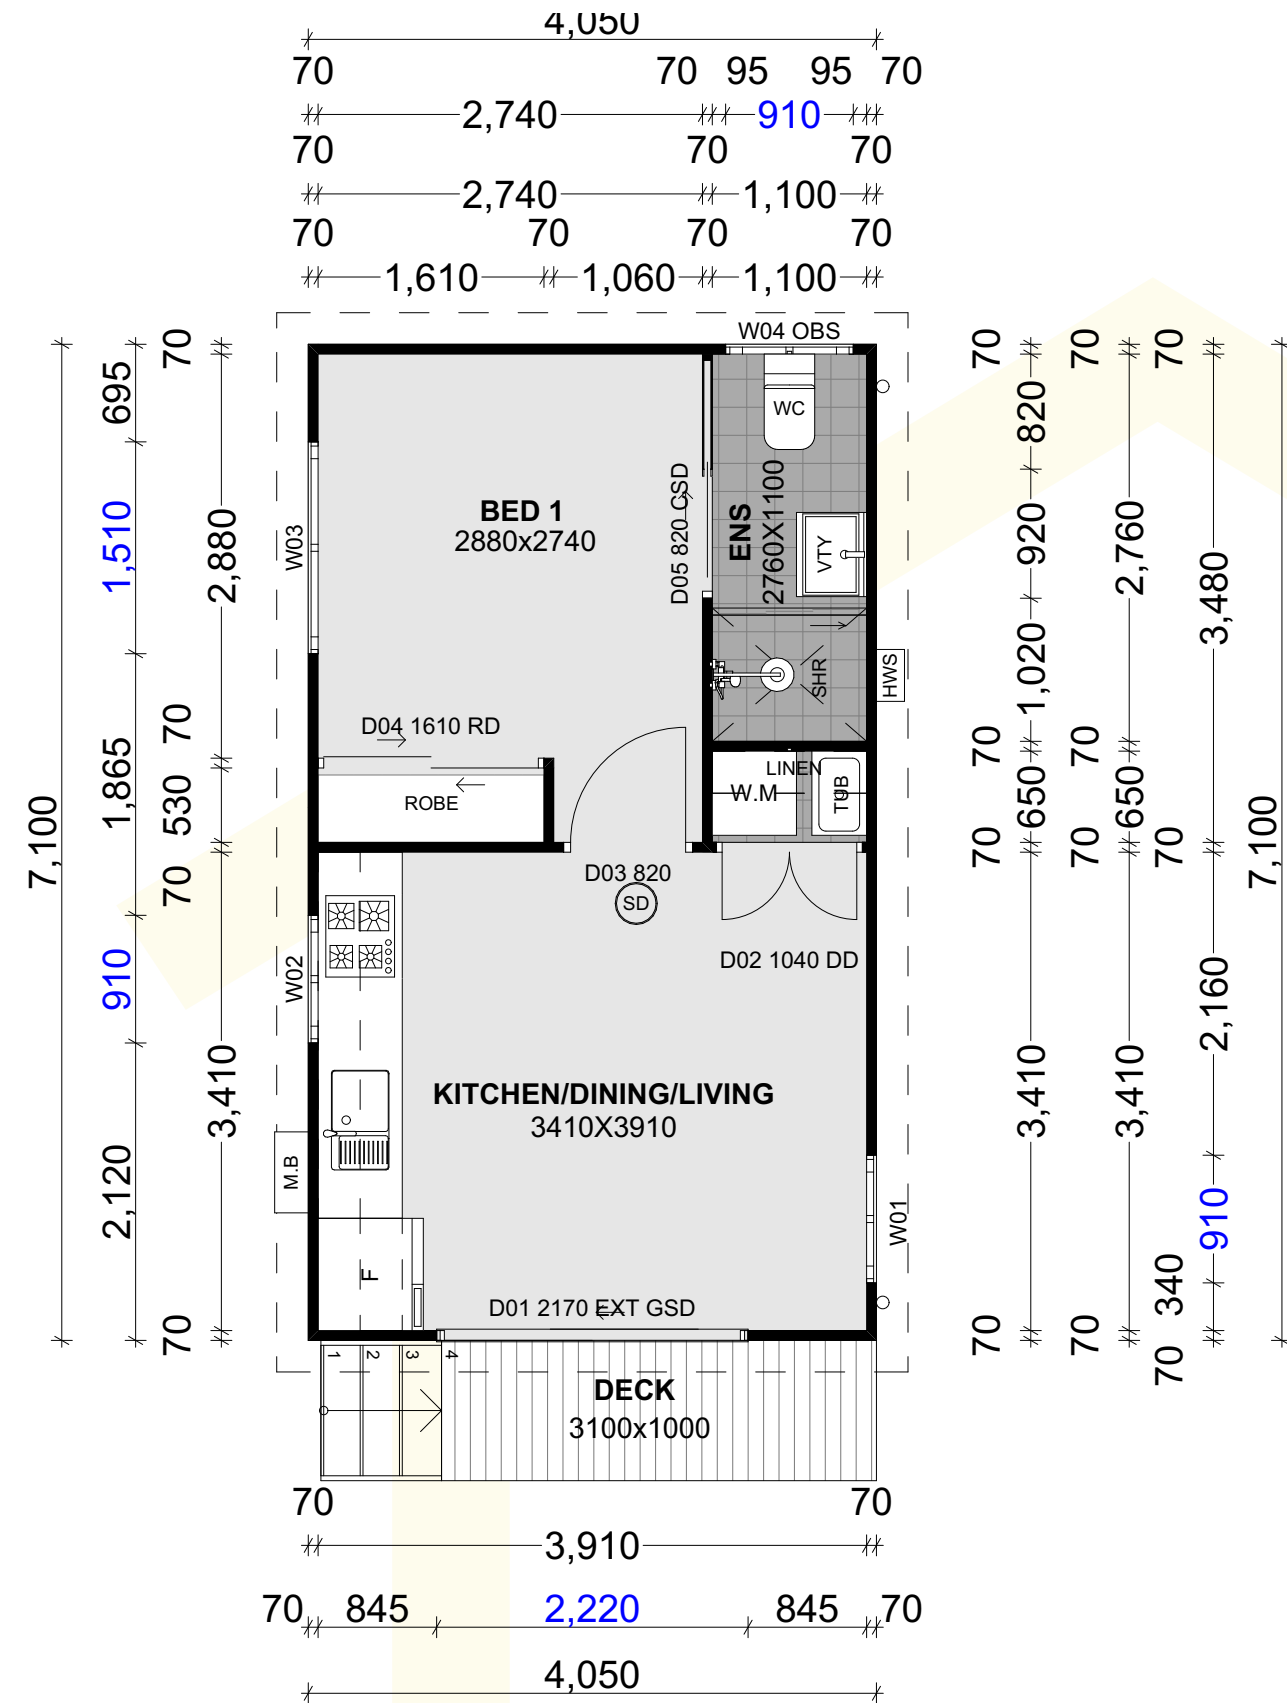 4,050
70 70 95 95 70
2,740 910
70 70 70
2,740 1,100
70 70 70 70
1,610 1,060 1,100
W04 OBS
70 695 1,510 1,865 910 2,120 7,100
70 2,880 70 530 70 3,410 70
W03
W02
M.B
BED 1
2880x2740
D05 820 CSD
ENS
2760X1100
WC
VTY
SHR
HWS
D04 1610 RD
ROBE
LINEN
W.M
TUB
D03 820
SD
D02 1040 DD
KITCHEN/DINING/LIVING
3410X3910
F
W01
D01 2170 EXT GSD
1 2 3 4
DECK
3100x1000
70 820 920 1,020 70 650 70 3,410 70
70 2,760 70 650 70 3,410 70
70 3,480 70 2,160 910 340 70
7,100
70 70
3,910
70 845 2,220 845 70
4,050